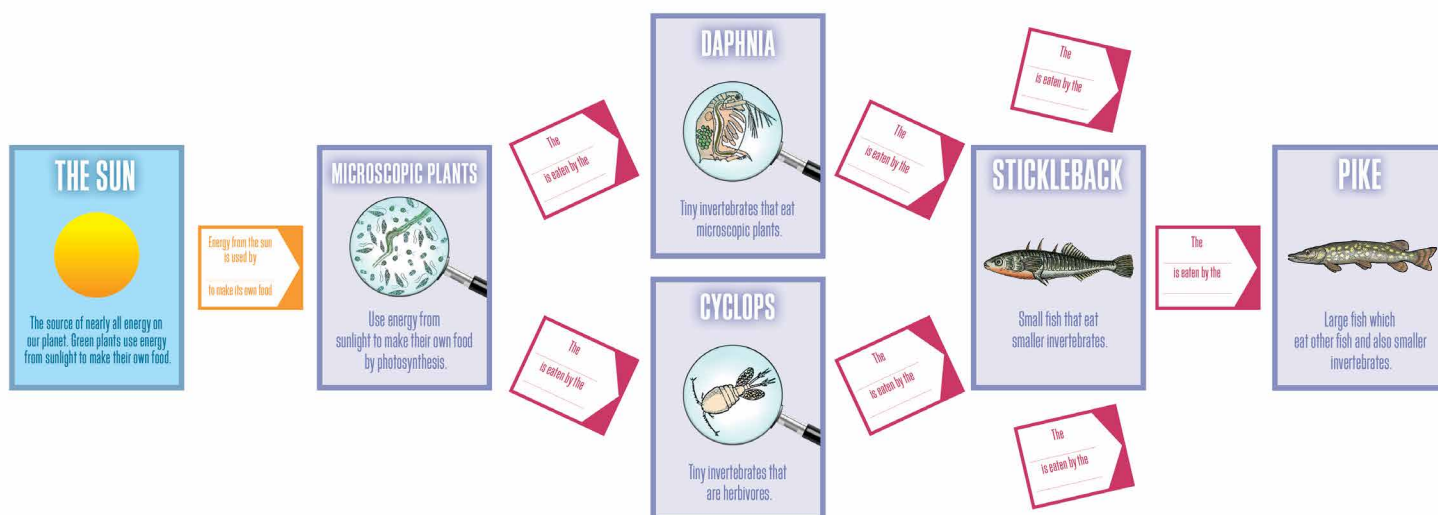 THE SUN
The source of nearly all energy on
our planet. Green plants use energy
from sunlight to make their own food.
Energy from the sun
is used by
to make its own food
MICROSCOPIC PLANTS
Use energy from
sunlight to make their own food
by photosynthesis.
The
is eaten by the
The
is eaten by the
DAPHNIA
Tiny invertebrates that eat
microscopic plants.
CYCLOPS
Tiny invertebrates that
are herbivores.
The
is eaten by the
The
is eaten by the
The
is eaten by the
STICKLEBACK
Small fish that eat
smaller invertebrates.
The
is eaten by the
The
is eaten by the
PIKE
Large fish which
eat other fish and also smaller
invertebrates.